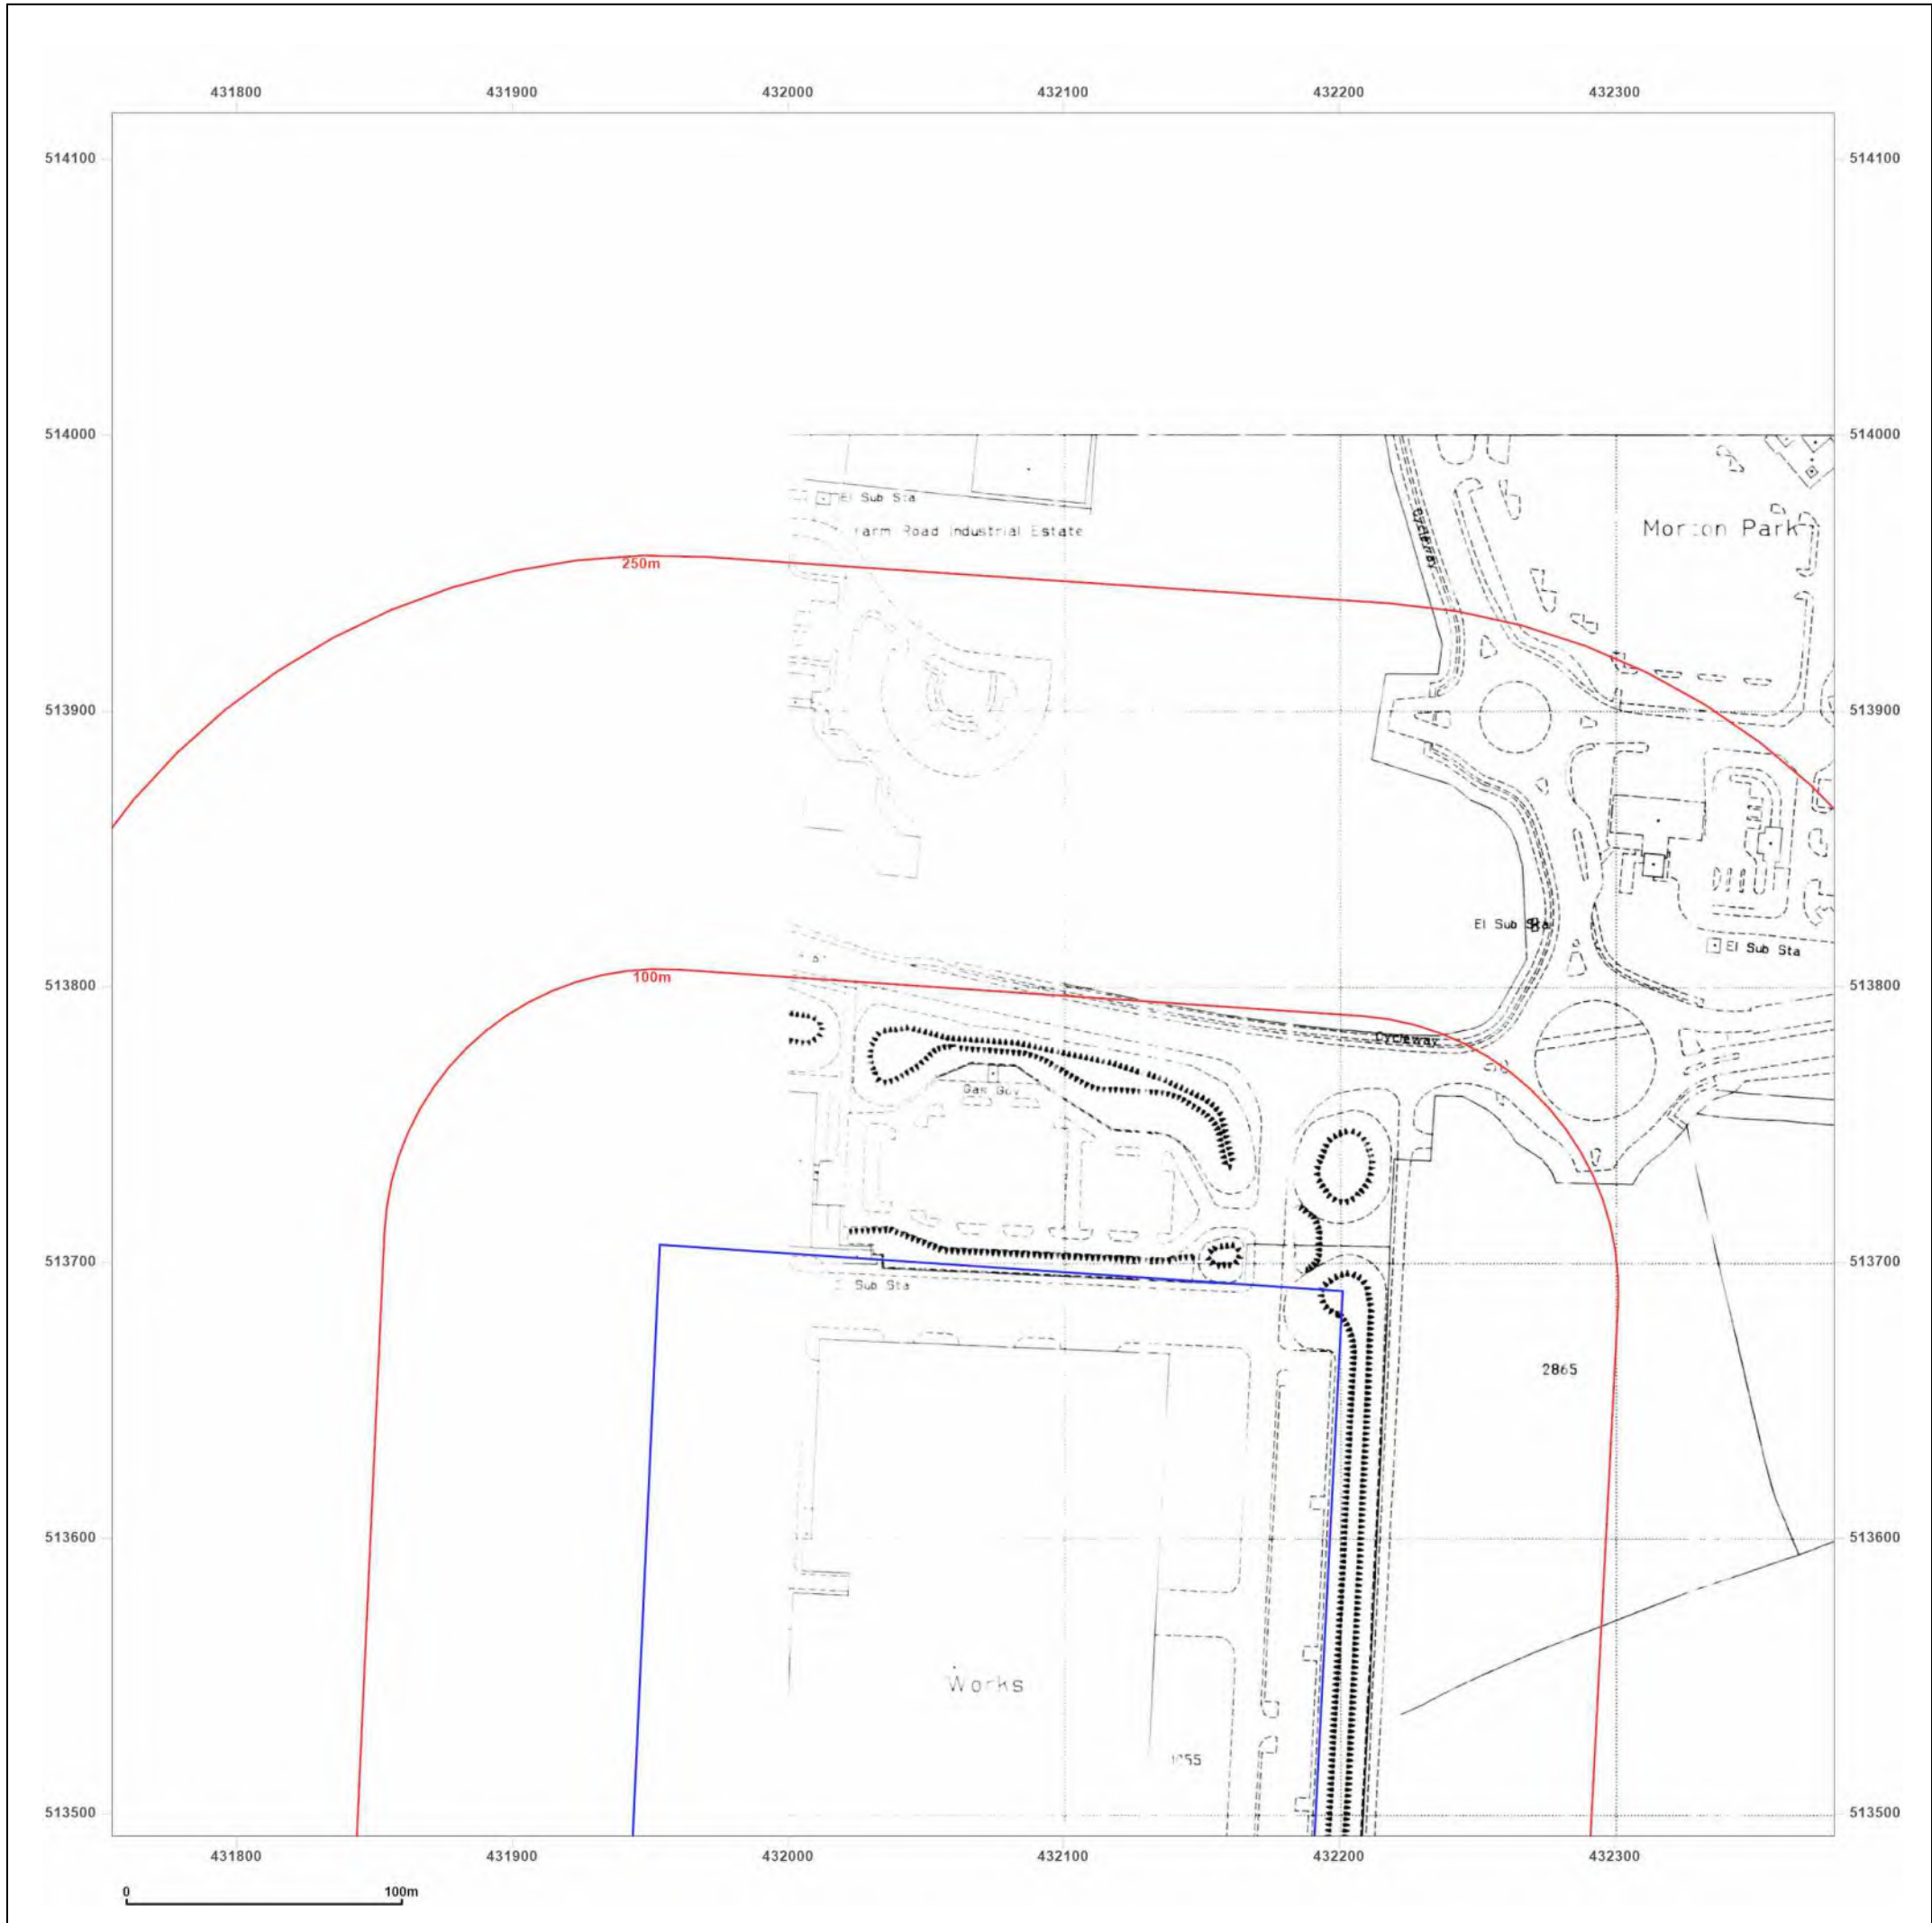 431800 431900 432000 432100 432200 432300
514100 514100
514000 514000
El Sub Sta
Road Industrial Estate
Cycleway
Morton Park
250m
513900 513900
El Sub Sta
El Sub Sta
513800 513800
100m
Cycleway
Gas Gov
513700 513700
Sub Sta
2865
513600 513600
Works
513500 513500
431800 431900 432000 432100 432200 432300
0 100m